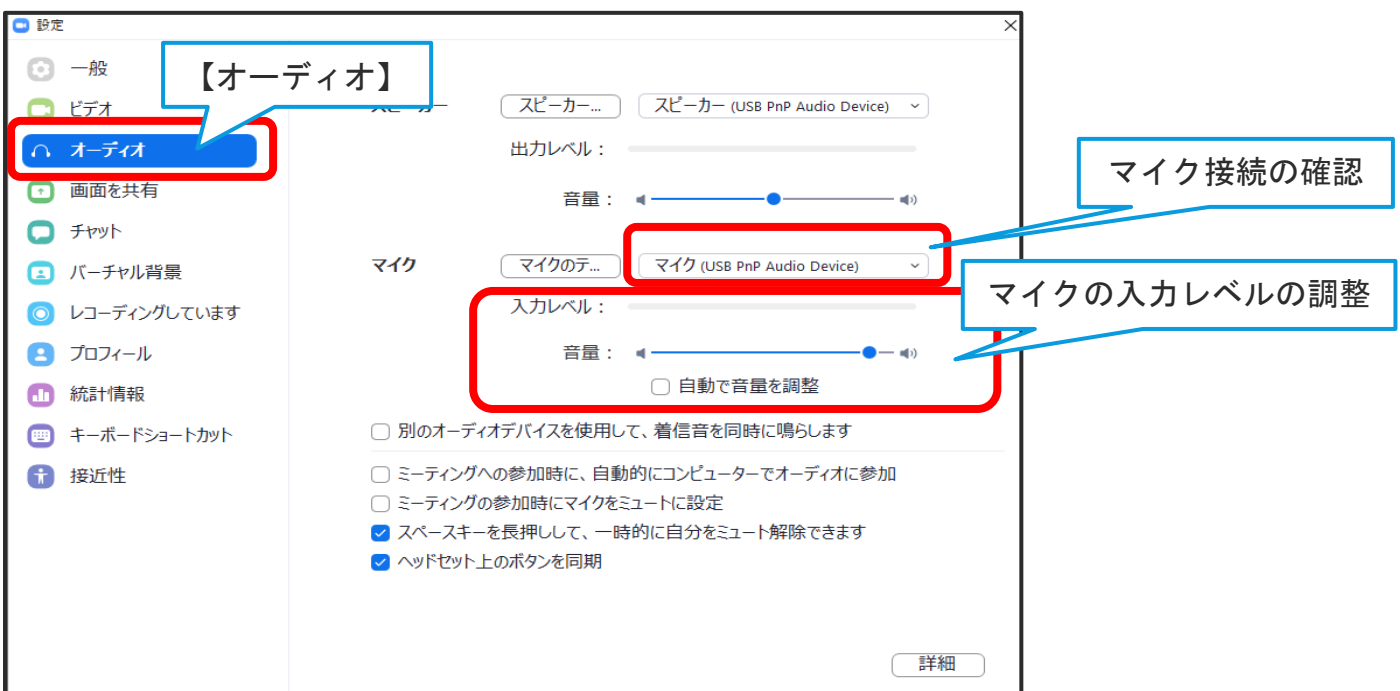 設定
一般
ビデオ
オーディオ
画面を共有
チャット
バーチャル背景
レコーディングしています
プロフィール
統計情報
キーボードショートカット
接近性
【オーディオ】
スピーカー
スピーカー...
スピーカー (USB PnP Audio Device)
出力レベル：
音量：
マイク
マイクのテ...
マイク (USB PnP Audio Device)
入力レベル：
音量：
自動で音量を調整
マイク接続の確認
マイクの入力レベルの調整
別のオーディオデバイスを使用して、着信音を同時に鳴らします
ミーティングへの参加時に、自動的にコンピューターでオーディオに参加
ミーティングの参加時にマイクをミュートに設定
スペースキーを長押しして、一時的に自分をミュート解除できます
ヘッドセット上のボタンを同期
詳細